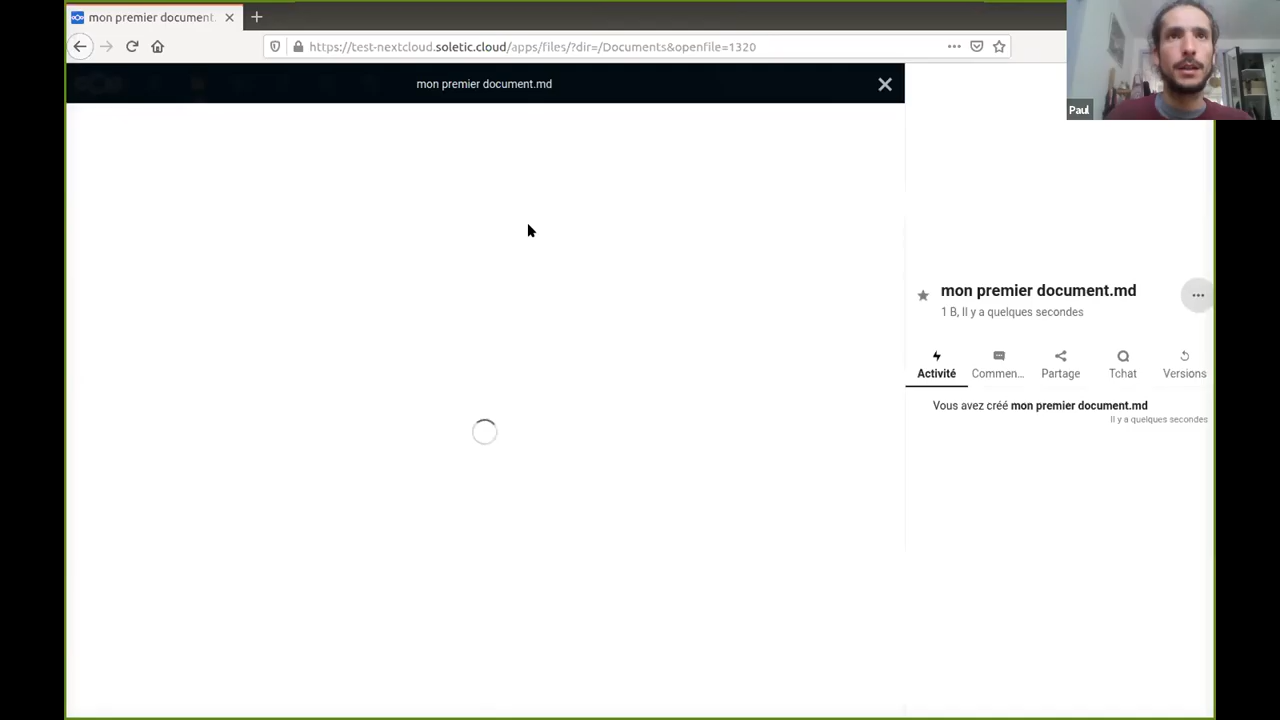 mon premier document.
https://test-nextcloud.soletic.cloud/apps/files/?dir=/Documents&openfile=1320
Paul
mon premier document.md
mon premier document.md
1 B, Il y a quelques secondes
Activité Commen... Partage Tchat Versions
Vous avez créé mon premier document.md
Il y a quelques secondes